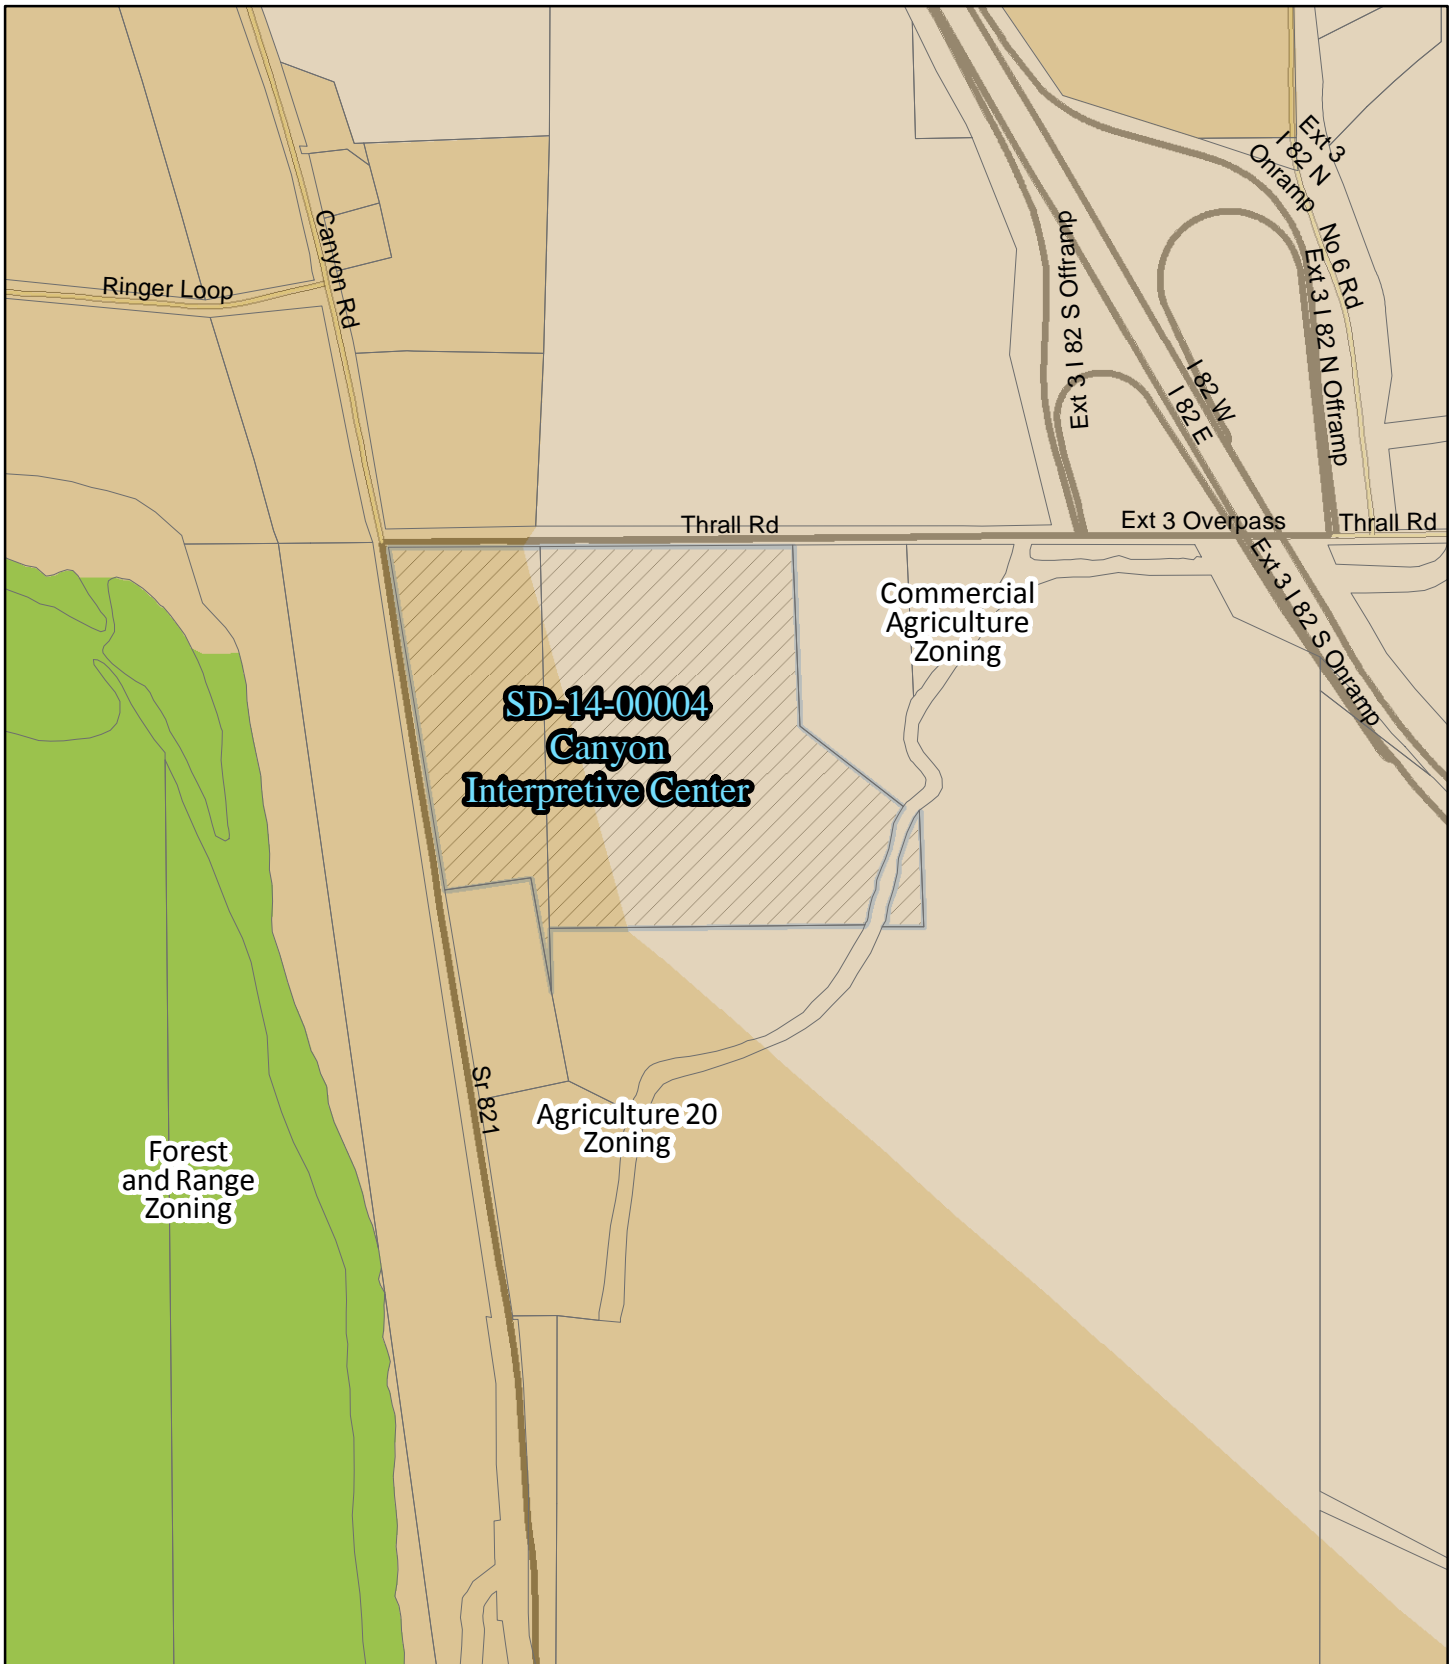 Ext 3
I 82 N
Onramp
Canyon Rd
Ext 3 I 82 S Offramp
No 6 Rd
Ext 3 I 82 N Offramp
Ringer Loop
I 82 W
I 82 E
Thrall Rd
Ext 3 Overpass
Thrall Rd
Ext 3 I 82 S Onramp
Commercial
Agriculture
Zoning
SD-14-00004
Canyon
Interpretive Center
Sr 821
Agriculture 20
Zoning
Forest
and Range
Zoning